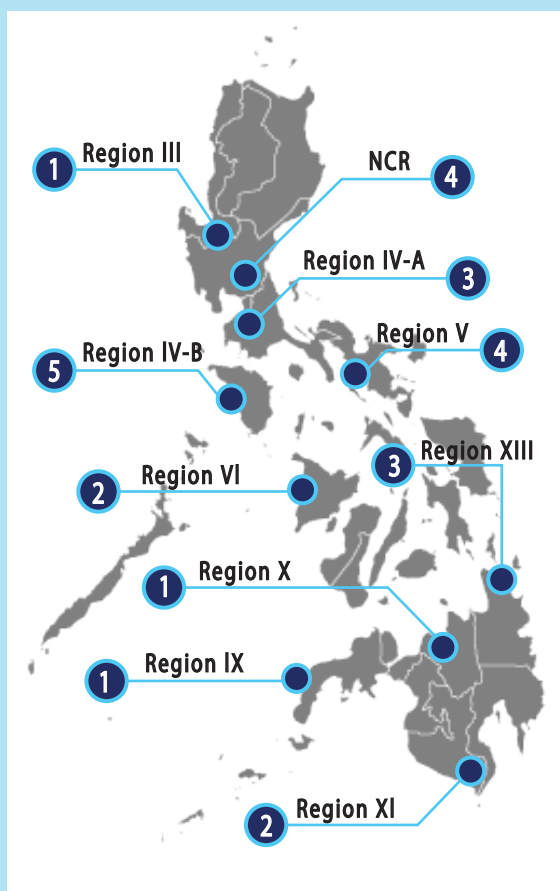 1 Region III
NCR 4
Region IV-A 3
Region V 4
5 Region IV-B
3 Region XIII
2 Region VI
1 Region X
1 Region IX
2 Region XI